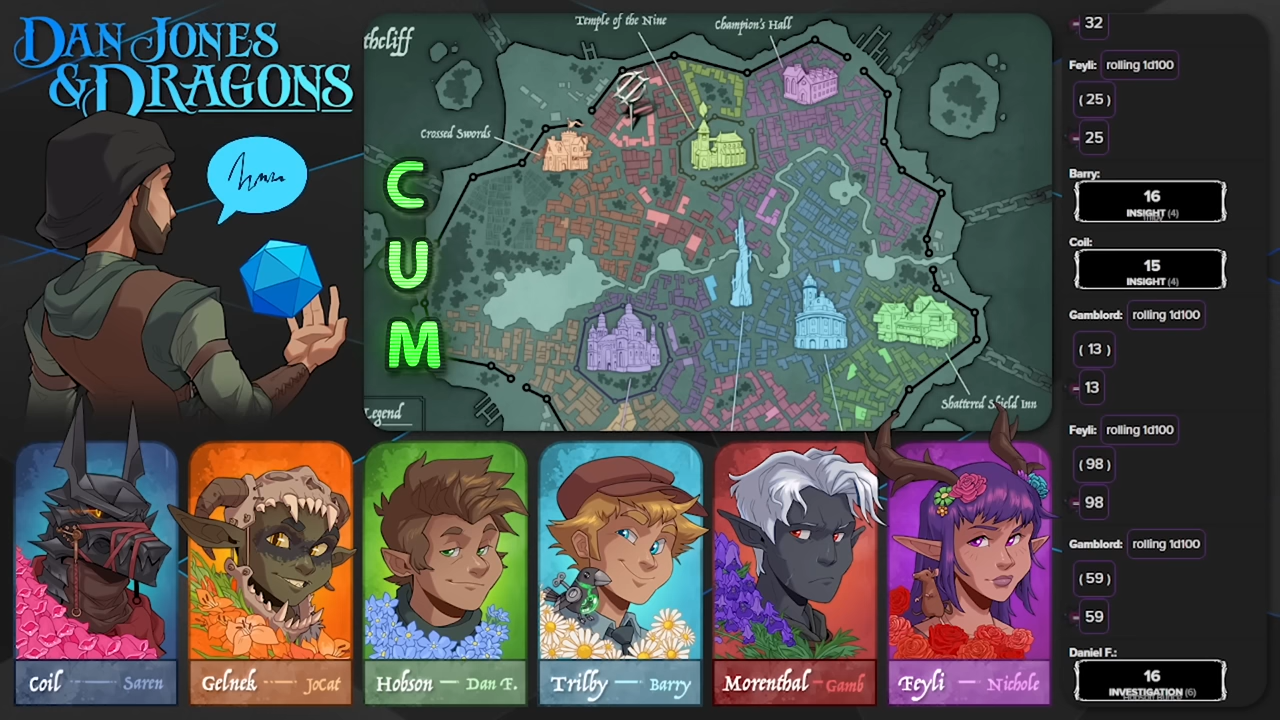 DAN JONES
& DRAGONS
thcliff
Temple of the Nine
Champion's Hall
Crossed Swords
Shattered Shield Inn
Legend
C
U
M
Coil
Saren
Gelnek
JoCat
Hobson
Dan F.
Trilby
Barry
Morenthal
Gamb
Feyli
Nichole
32
Feyli: rolling 1d100
( 25 )
25
Barry:
16
INSIGHT (4)
Coil:
15
INSIGHT (4)
Gamblord: rolling 1d100
( 13 )
13
Feyli: rolling 1d100
( 98 )
98
Gamblord: rolling 1d100
( 59 )
59
Daniel F.:
16
INVESTIGATION (6)